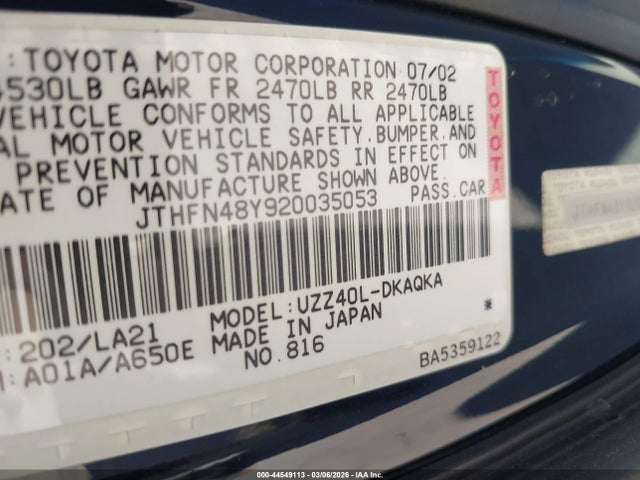 : TOYOTA MOTOR CORPORATION 07/02
4530LB GAWR FR 2470LB RR 2470LB
VEHICLE CONFORMS TO ALL APPLICABLE
AL MOTOR VEHICLE SAFETY.BUMPER.AND
PREVENTION STANDARDS IN EFFECT ON
ATE OF MANUFACTURE SHOWN ABOVE.
JTHFN48Y920035053 PASS.CAR
TOYOTA
MODEL:UZZ40L-DKAQKA
: 202/LA21 MADE IN JAPAN *
: A01A/A650E NO.816
BA5359122
000-44549113 | 03/06/2026 | IAA Inc.